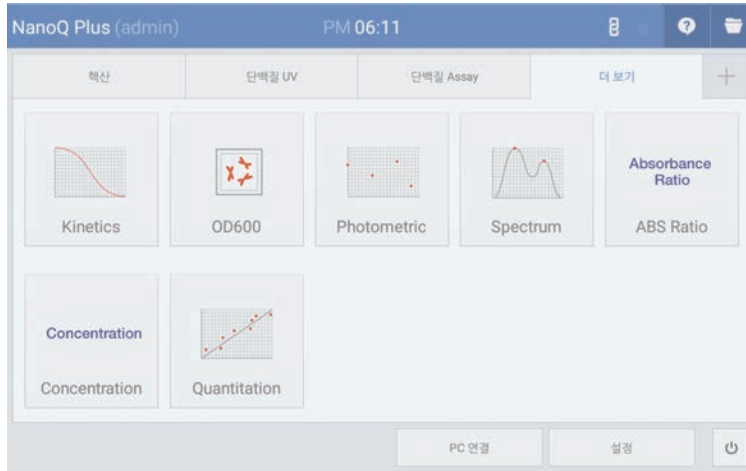 NanoQ Plus (admin) PM 06:11
핵산 단백질 UV 단백질 Assay 더 보기
Absorbance
Ratio
Kinetics OD600 Photometric Spectrum ABS Ratio
Concentration
Concentration Quantitation
PC 연결 설정